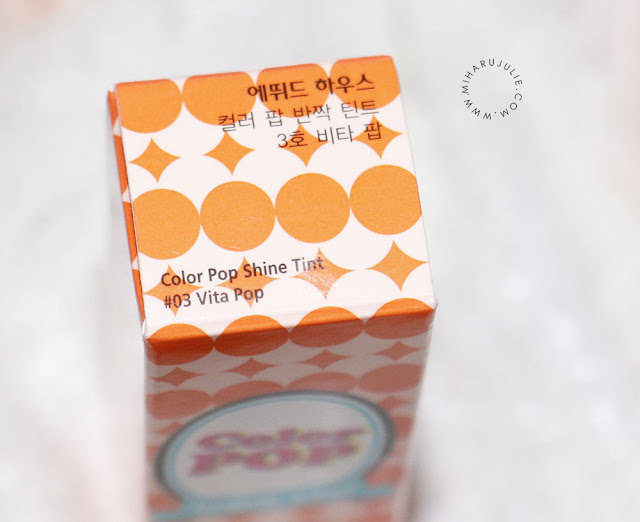 에뛰드 하우스
컬러 팝 반짝 틴트
3호 비타 팝
Color Pop Shine Tint
#03 Vita Pop
Color
POP
WWW.MIHARUJULIE.COM